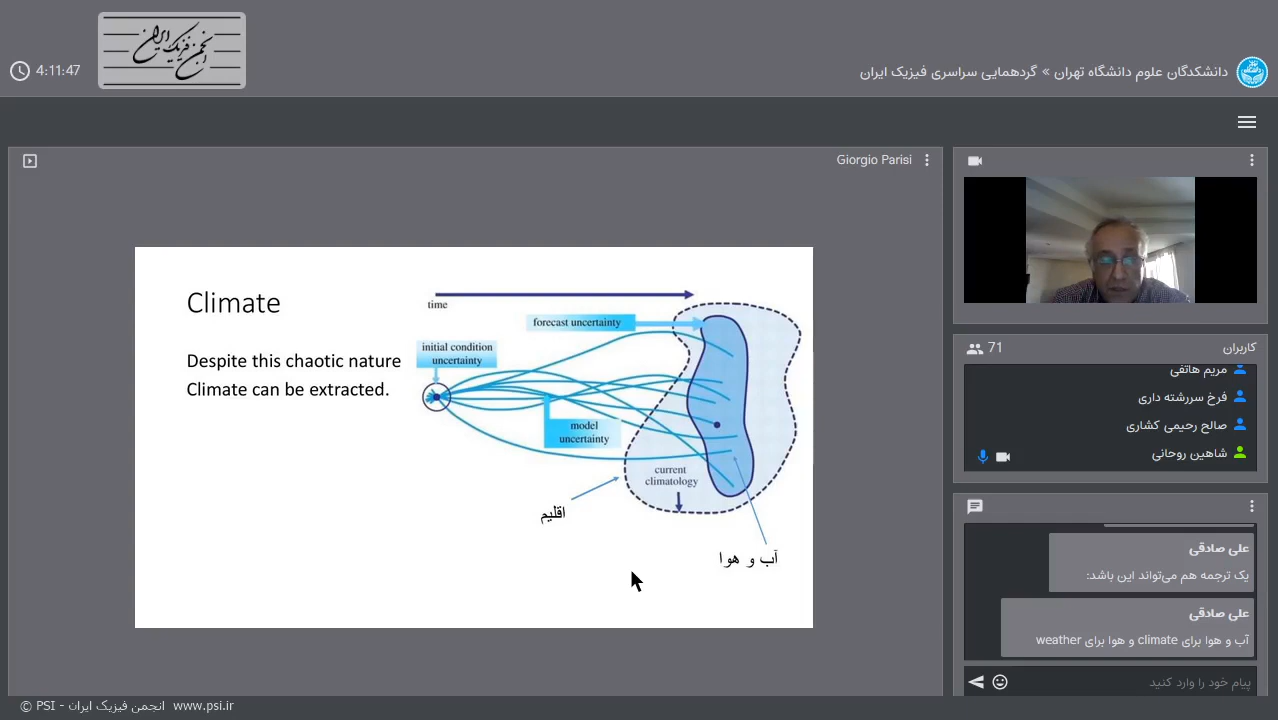 انجمن فیزیک ایران
4:11:47
دانشکدگان علوم دانشگاه تهران » گردهمایی سراسری فیزیک ایران
Giorgio Parisi
Climate
Despite this chaotic nature
Climate can be extracted.
time
forecast uncertainty
initial condition
uncertainty
model
uncertainty
current
climatology
اقلیم
آب و هوا
71
کاربران
مریم هاتفی
فرخ سررشته داری
صالح رحیمی کشاری
شاهین روحانی
علی صادقی
یک ترجمه هم می‌تواند این باشد:
علی صادقی
آب و هوا برای climate و هوا برای weather
پیام خود را وارد کنید
© PSI - انجمن فیزیک ایران www.psi.ir